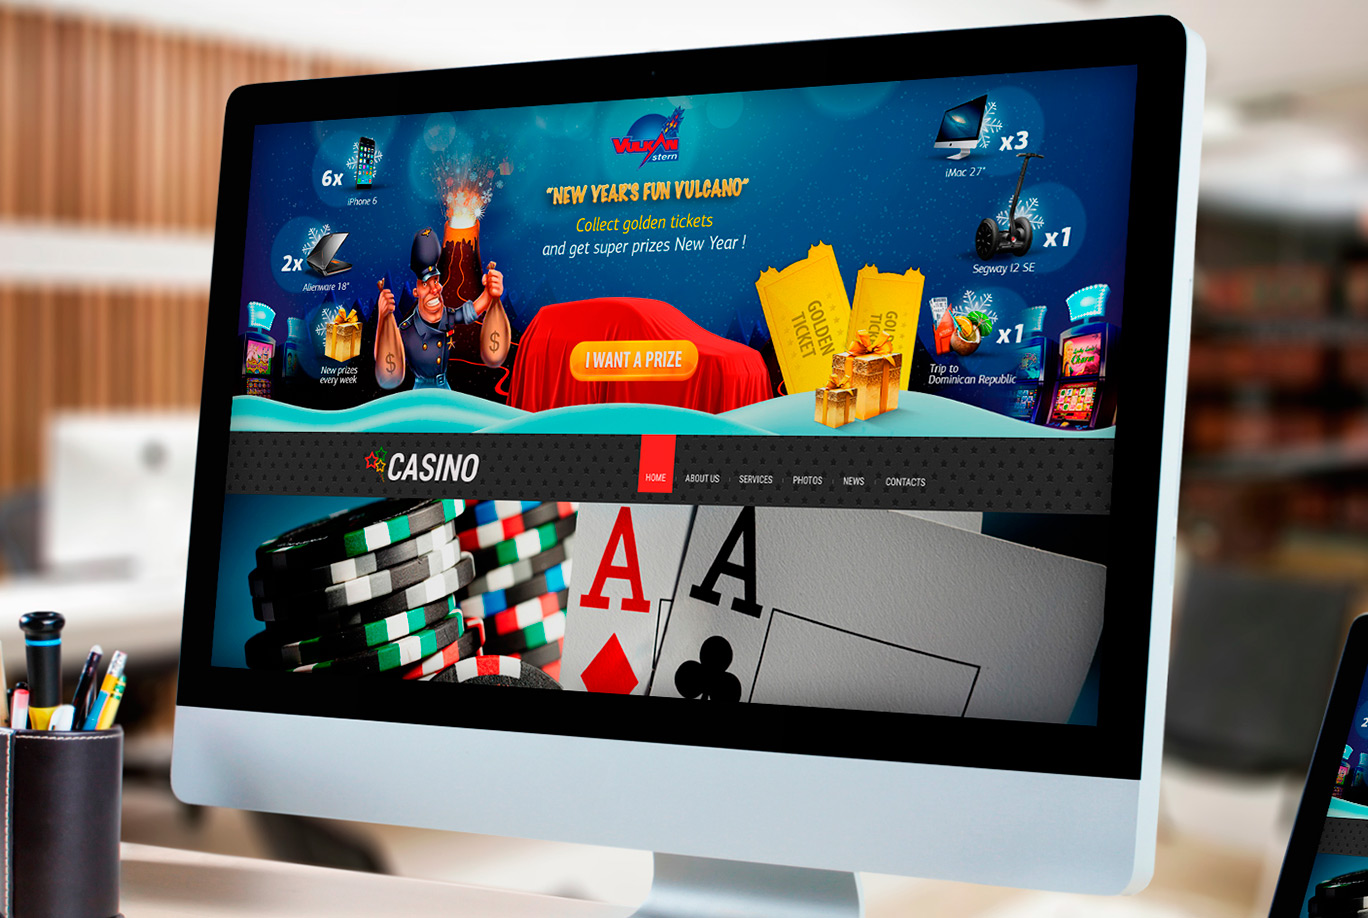 VULKAN
stern
"NEW YEAR'S FUN VULCANO"
Collect golden tickets
and get super prizes New Year !
6x
iPhone 6
2x
Alienware 18"
New prizes
every week
$
$
I WANT A PRIZE
GOLDEN
TICKET
GOL
TICK
x3
iMac 27"
x1
Segway I2 SE
x1
Trip to
Dominican Republic
CASINO
HOME
ABOUT US
SERVICES
PHOTOS
NEWS
CONTACTS
A
A